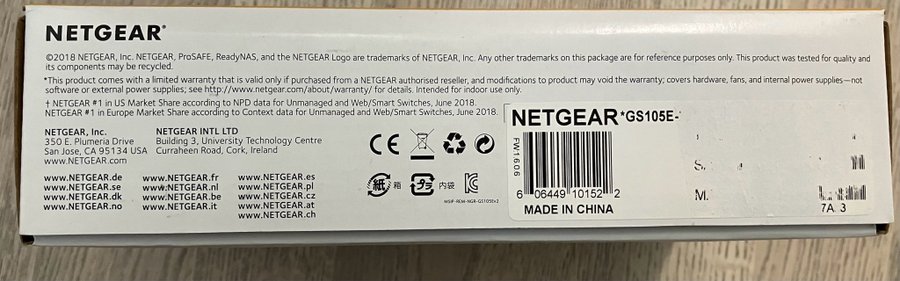 NETGEAR®
©2018 NETGEAR, Inc. NETGEAR, ProSAFE, ReadyNAS, and the NETGEAR Logo are trademarks of NETGEAR, Inc. Any other trademarks on this package are for reference purposes only. This product was tested for quality and
its components may be recycled.
*This product comes with a limited warranty that is valid only if purchased from a NETGEAR authorised reseller, and modifications to product may void the warranty; covers hardware, fans, and internal power supplies—not
software or external power supplies; see http://www.netgear.com/about/warranty/ for details. Intended for indoor use only.
† NETGEAR #1 in US Market Share according to NPD data for Unmanaged and Web/Smart Switches, June 2018.
NETGEAR #1 in Europe Market Share according to Context data for Unmanaged and Web/Smart Switches, June 2018.
NETGEAR, Inc.
350 E. Plumeria Drive
San Jose, CA 95134 USA
www.NETGEAR.com
NETGEAR INTL LTD
Building 3, University Technology Centre
Curraheen Road, Cork, Ireland
www.NETGEAR.de
www.NETGEAR.se
www.NETGEAR.dk
www.NETGEAR.no
www.NETGEAR.fr
www.NETGEAR.nl
www.NETGEAR.be
www.NETGEAR.it
www.NETGEAR.es
www.NETGEAR.pl
www.NETGEAR.cz
www.NETGEAR.at
www.NETGEAR.ch
CE
紙 箱 プラ 内袋
MSIP-REM-NGR-GS105Ev2
NETGEAR *GS105E-
FW1606
6 06449 10152 2
MADE IN CHINA